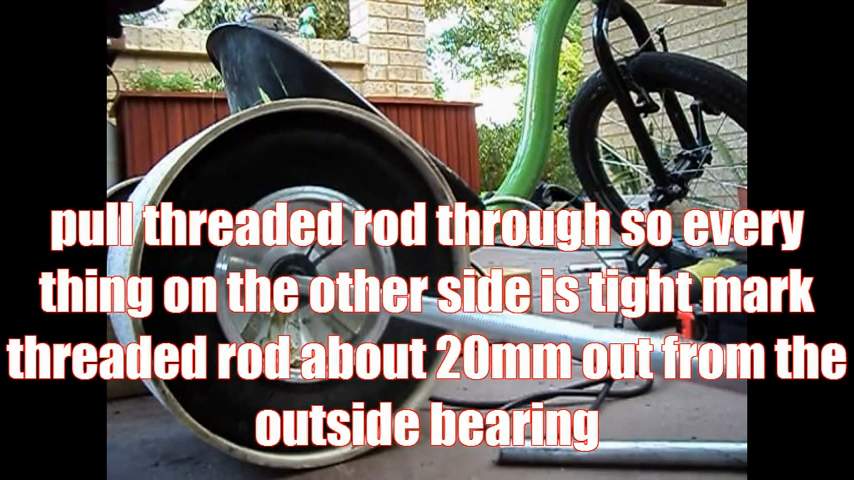 pull threaded rod through so every
thing on the other side is tight mark
threaded rod about 20mm out from the
outside bearing